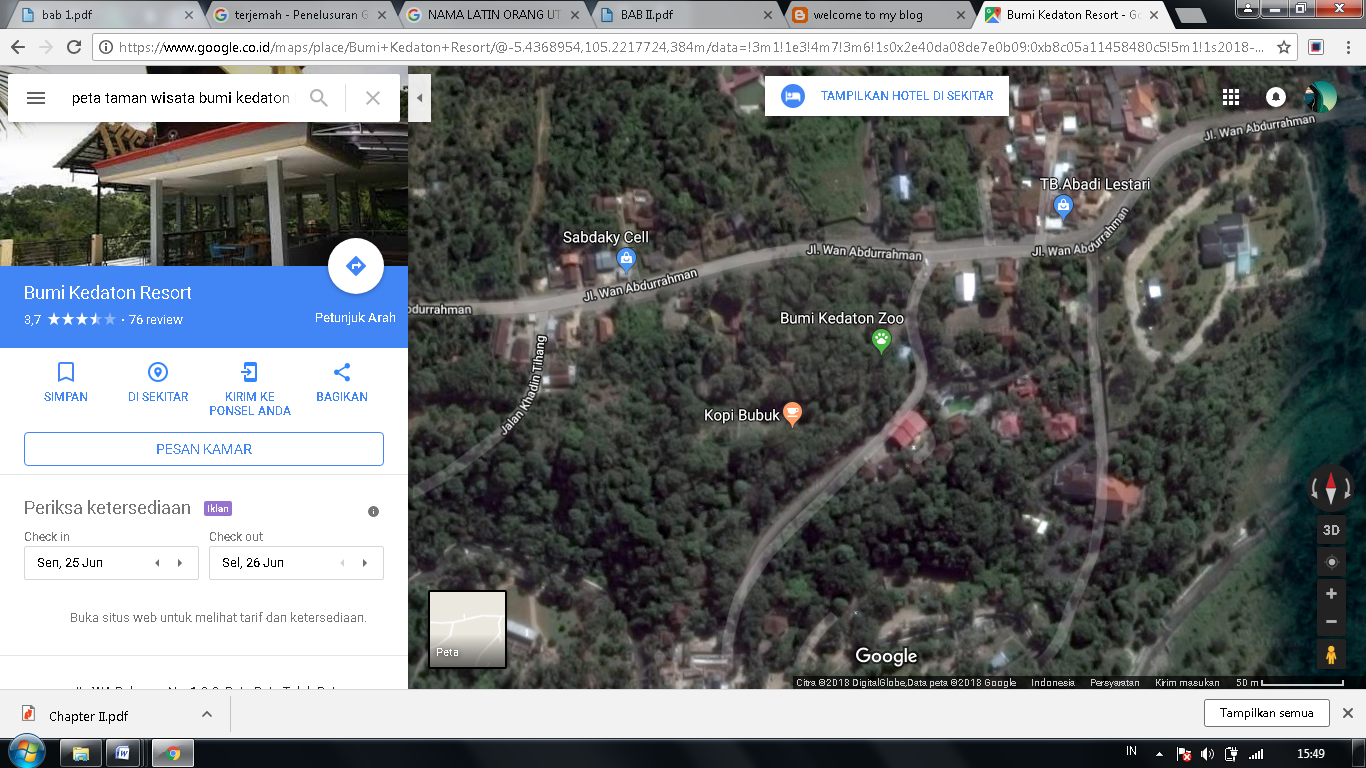 bab 1.pdf
terjemah - Penelusuran G
NAMA LATIN ORANG UT
BAB II.pdf
welcome to my blog
Bumi Kedaton Resort - Go
https://www.google.co.id/maps/place/Bumi+Kedaton+Resort/@-5.4368954,105.2217724,384m/data=!3m1!1e3!4m7!3m6!1s0x2e40da08de7e0b09:0xb8c05a11458480c5!5m1!1s2018-...
peta taman wisata bumi kedaton
TAMPILKAN HOTEL DI SEKITAR
Bumi Kedaton Resort
3,7 ★★★★★ · 76 review
Petunjuk Arah
SIMPAN
DI SEKITAR
KIRIM KE
PONSEL ANDA
BAGIKAN
PESAN KAMAR
Periksa ketersediaan Iklan
Check in
Check out
Sen, 25 Jun
Sel, 26 Jun
Buka situs web untuk melihat tarif dan ketersediaan.
Jl. Wan Abdurrahman
TB.Abadi Lestari
Sabdaky Cell
Jl. Wan Abdurrahman
Jl. Wan Abdurrahman
Jl. Wan Abdurrahman
bdurrahman
Bumi Kedaton Zoo
Jalan Khadin Tihang
Kopi Bubuk
3D
Peta
Google
Citra ©2018 DigitalGlobe,Data peta ©2018 Google
Indonesia
Persyaratan
Kirim masukan
50 m
Chapter II.pdf
Tampilkan semua
IN
15:49